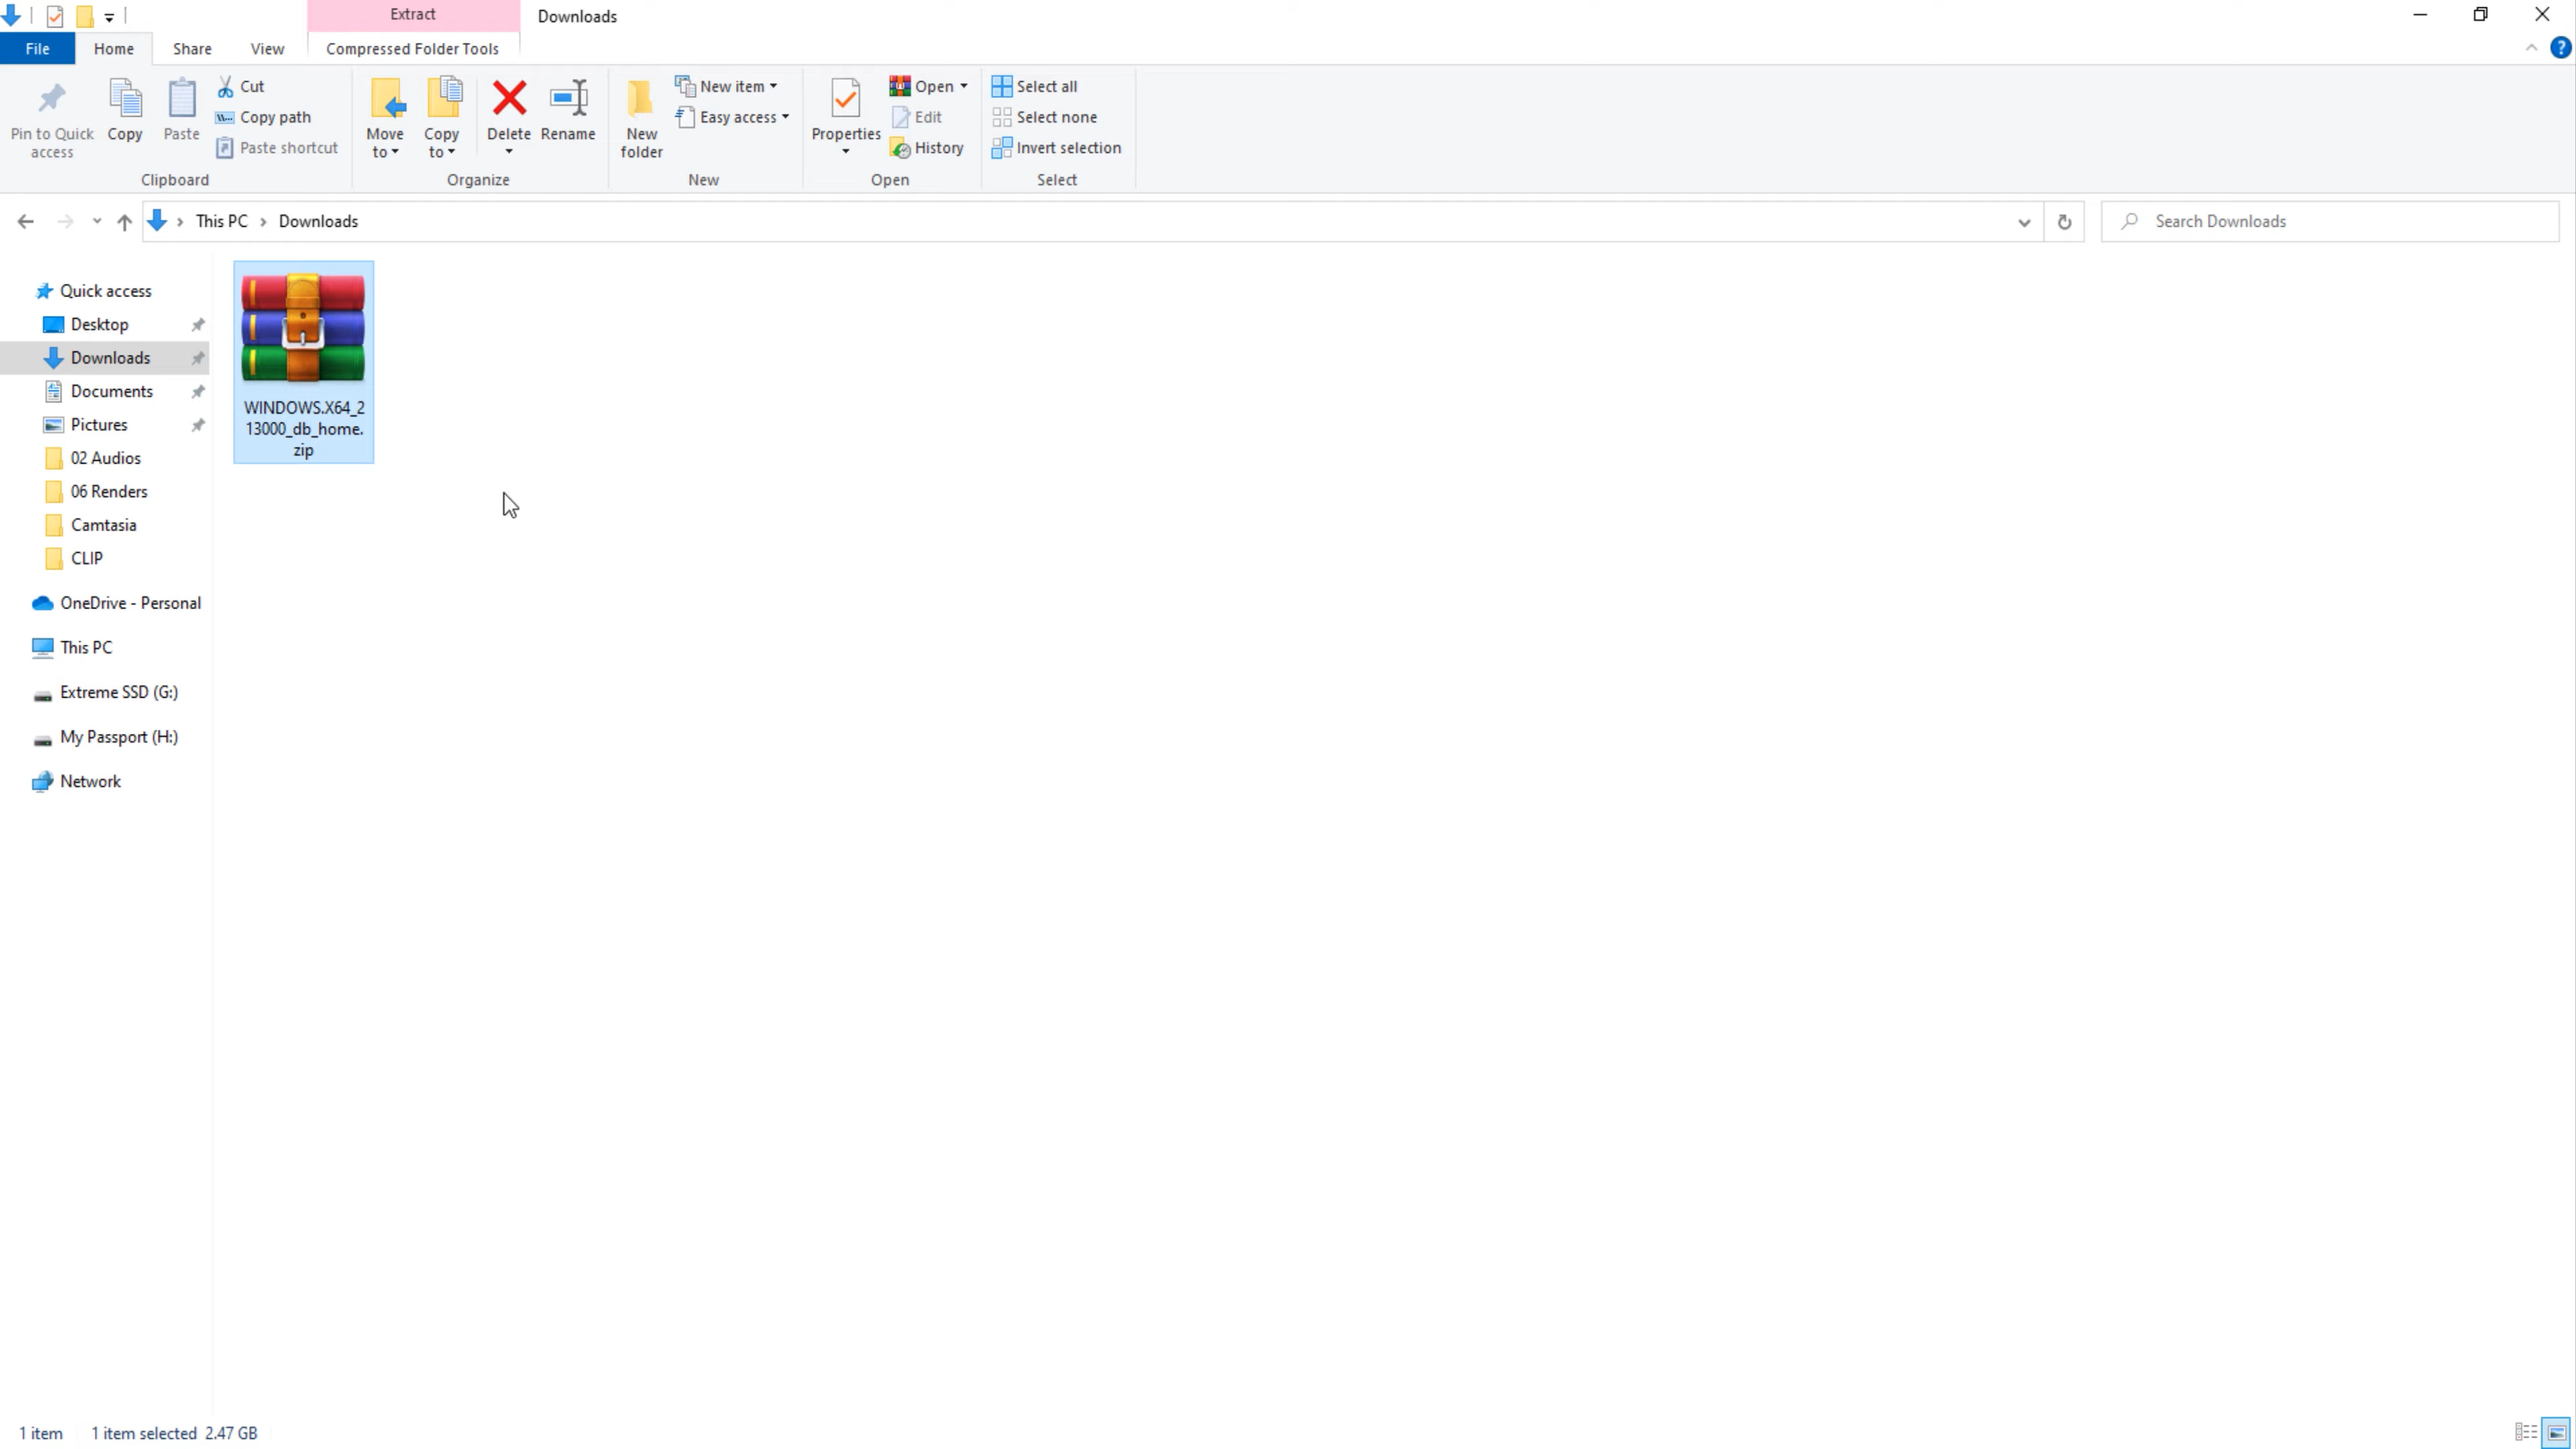 Extract
Downloads
File
Home
Share
View
Compressed Folder Tools
Pin to Quick
access
Copy
Paste
Cut
Copy path
Paste shortcut
Clipboard
Move
to
Copy
to
Delete
Rename
Organize
New
folder
New item
Easy access
New
Properties
Open
Edit
History
Open
Select all
Select none
Invert selection
Select
This PC
Downloads
Search Downloads
Quick access
Desktop
Downloads
Documents
Pictures
02 Audios
06 Renders
Camtasia
CLIP
OneDrive - Personal
This PC
Extreme SSD (G:)
My Passport (H:)
Network
WINDOWS.X64_2
13000_db_home.
zip
1 item
1 item selected 2.47 GB